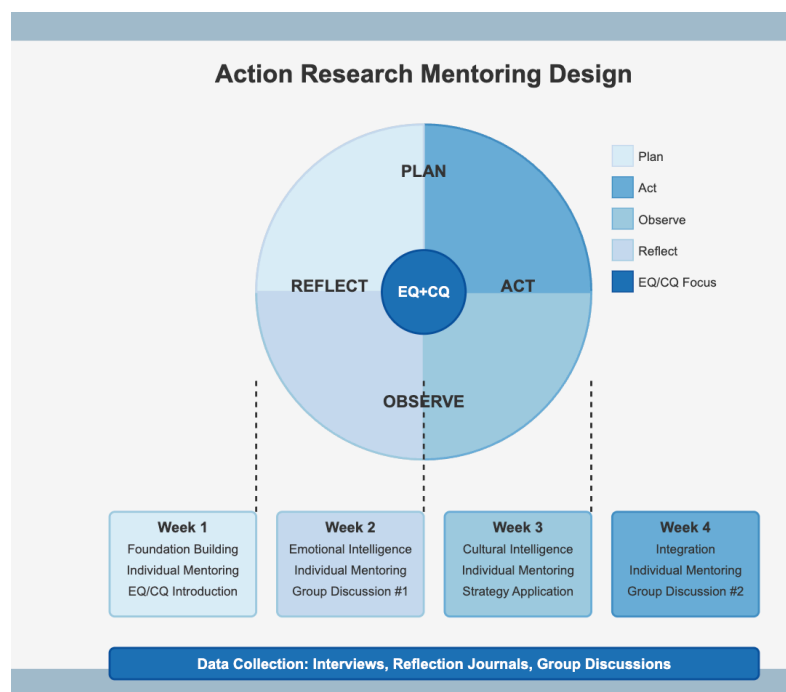 Action Research Mentoring Design
PLAN
REFLECT
EQ+CQ
ACT
OBSERVE
Plan
Act
Observe
Reflect
EQ/CQ Focus
Week 1
Foundation Building
Individual Mentoring
EQ/CQ Introduction
Week 2
Emotional Intelligence
Individual Mentoring
Group Discussion #1
Week 3
Cultural Intelligence
Individual Mentoring
Strategy Application
Week 4
Integration
Individual Mentoring
Group Discussion #2
Data Collection: Interviews, Reflection Journals, Group Discussions